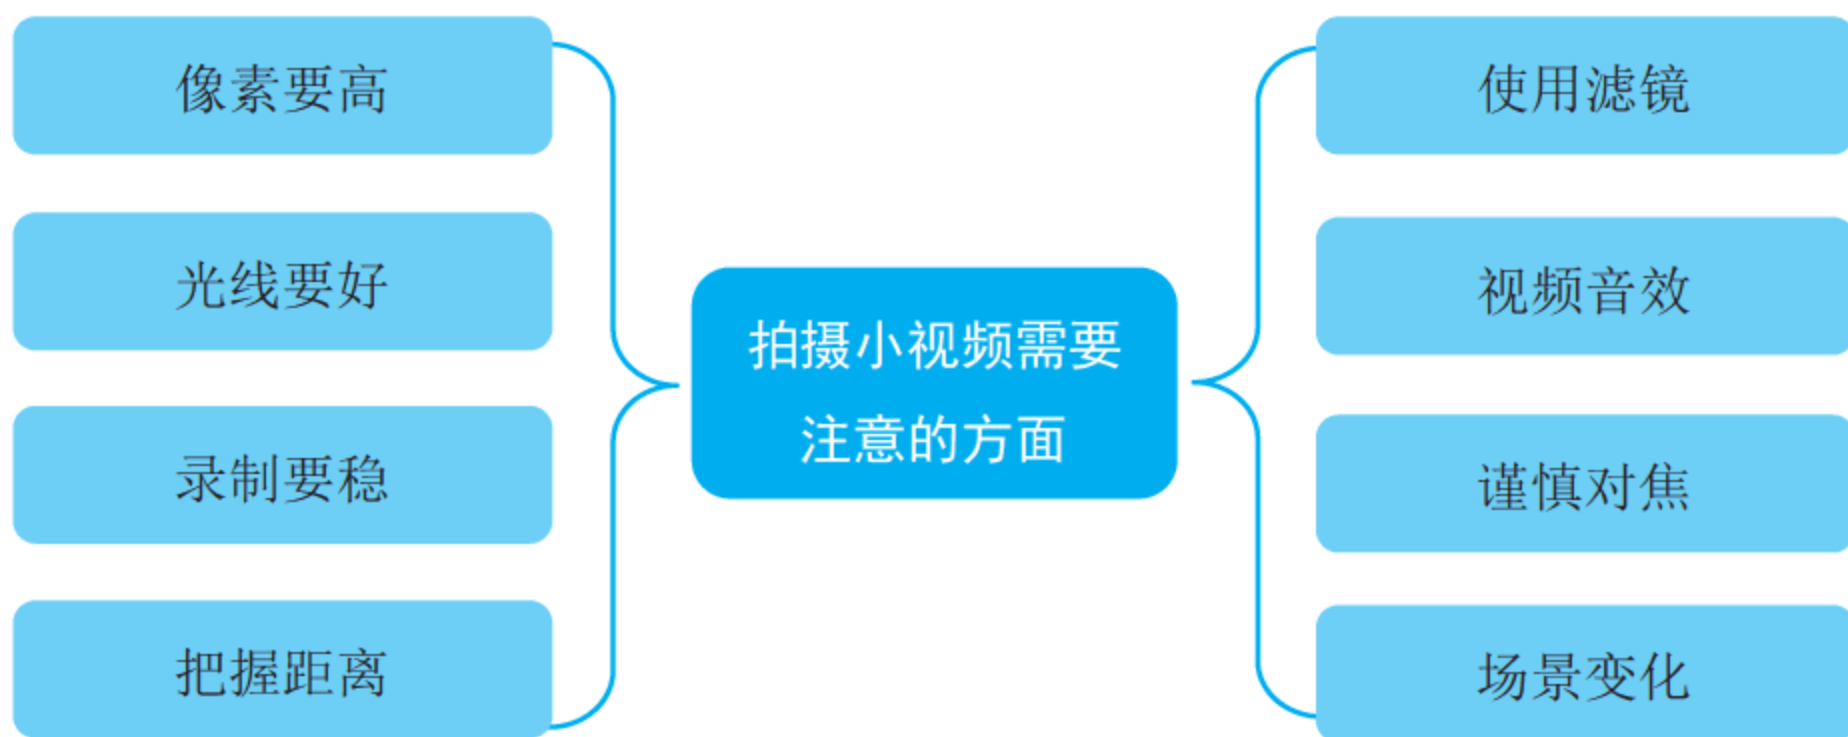 像素要高
光线要好
录制要稳
把握距离
拍摄小视频需要
注意的方面
使用滤镜
视频音效
谨慎对焦
场景变化